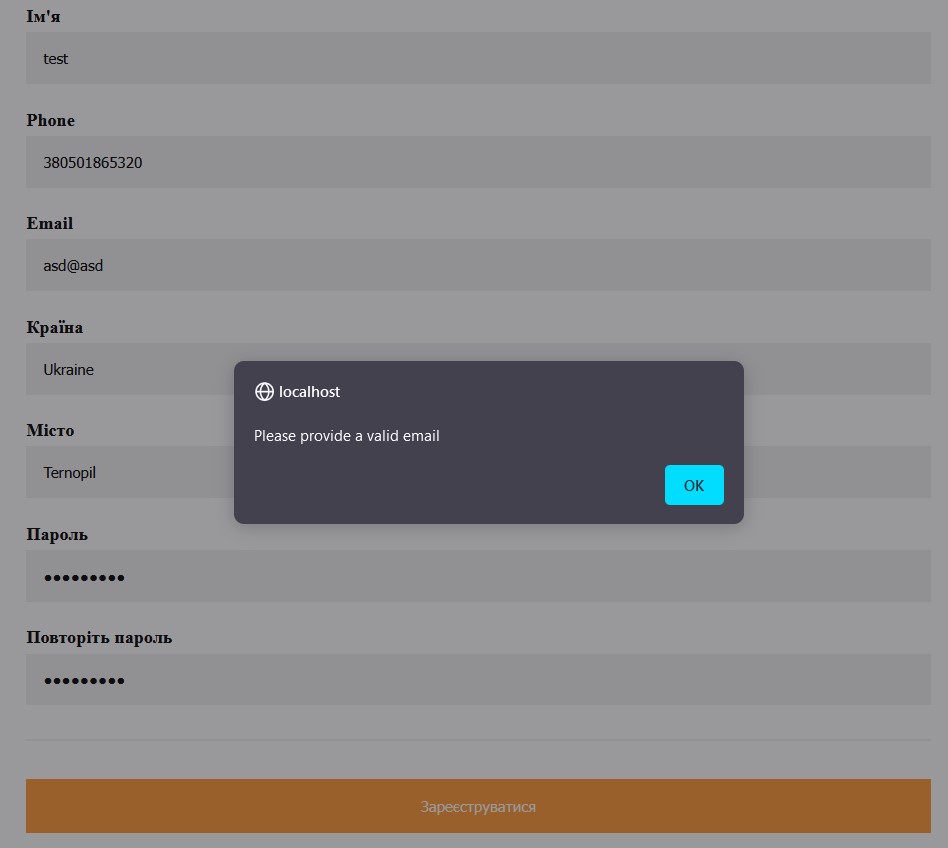 Ім'я
test
Phone
380501865320
Email
asd@asd
Країна
Ukraine
localhost
Please provide a valid email
OK
Місто
Ternopil
Пароль
•••••••••
Повторіть пароль
•••••••••
Зареєструватися